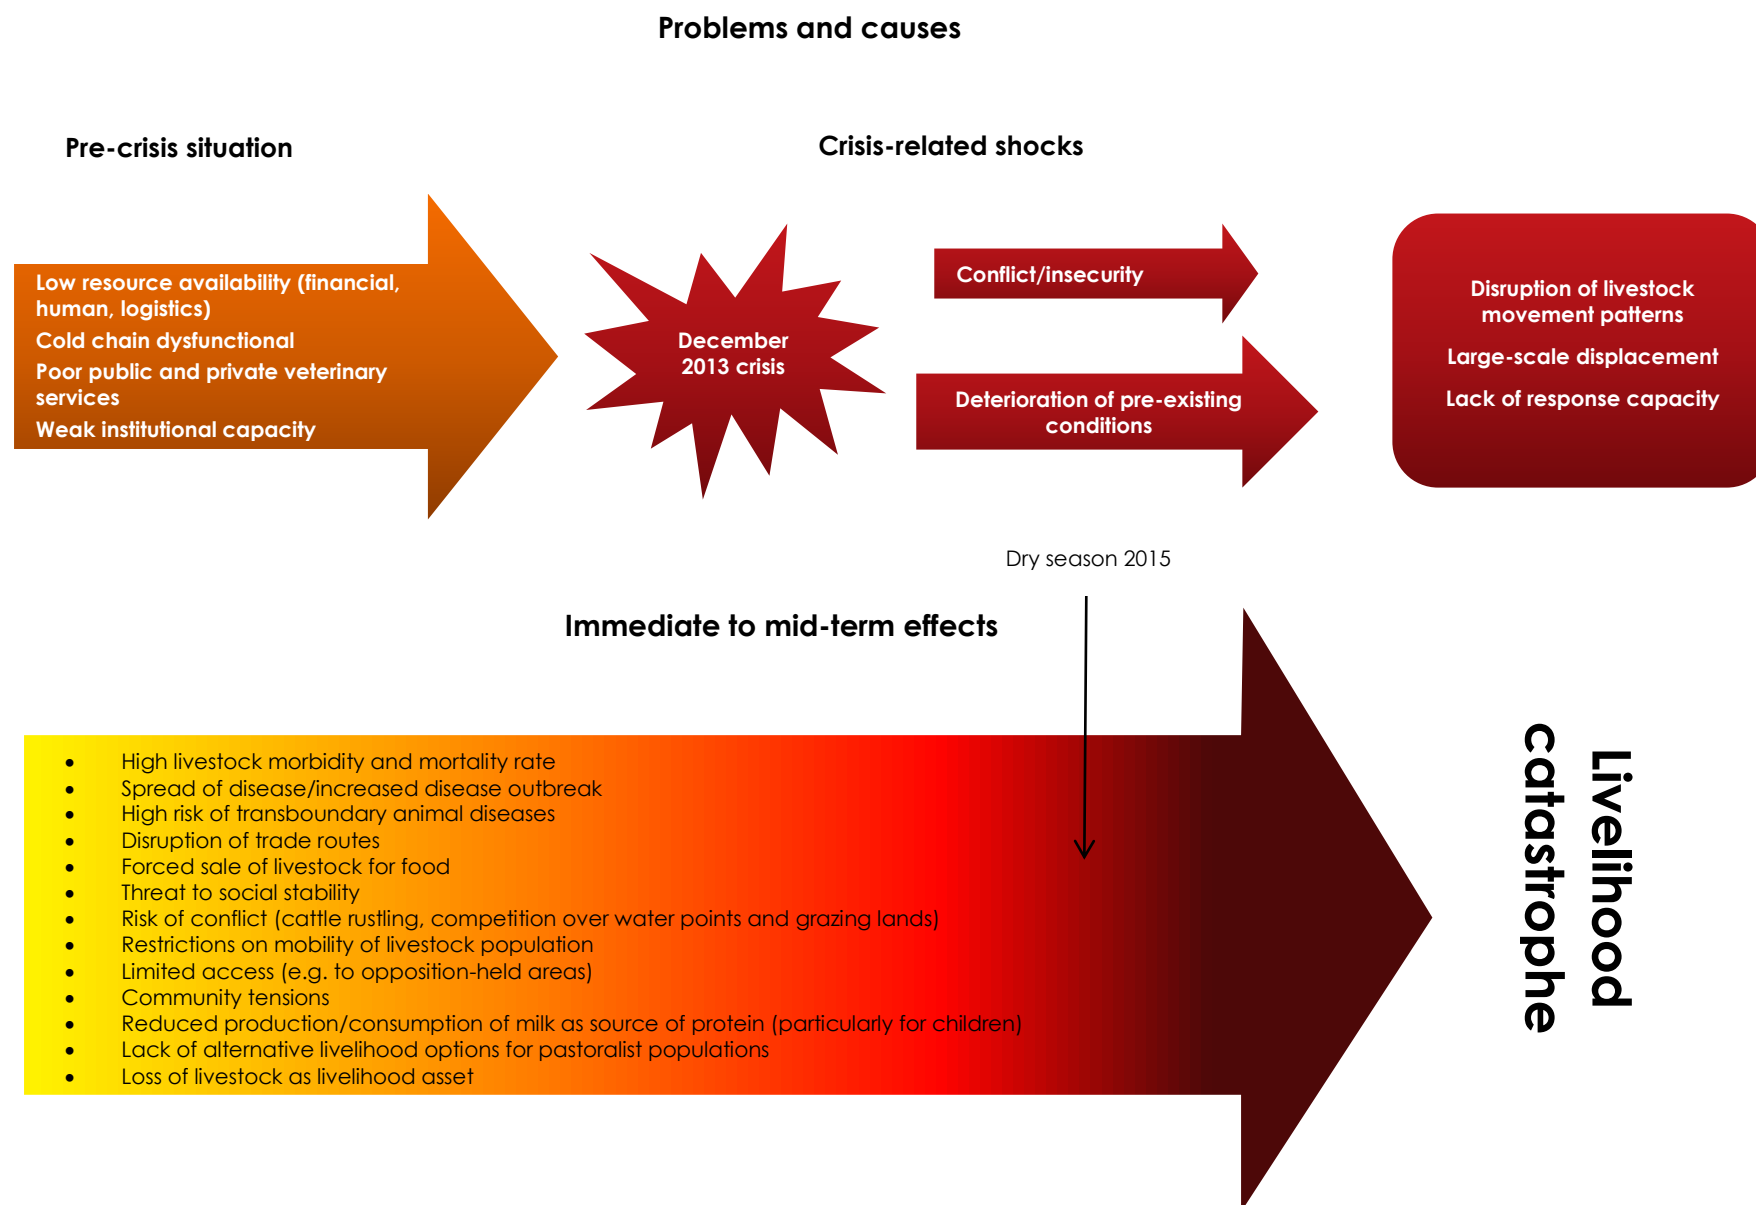 Problems and causes
Pre-crisis situation
Crisis-related shocks
Low resource availability (financial,
human, logistics)
Cold chain dysfunctional
Poor public and private veterinary
services
Weak institutional capacity
December
2013 crisis
Conflict/insecurity
Deterioration of pre-existing
conditions
Disruption of livestock
movement patterns
Large-scale displacement
Lack of response capacity
Dry season 2015
Immediate to mid-term effects
• High livestock morbidity and mortality rate
• Spread of disease/increased disease outbreak
• High risk of transboundary animal diseases
• Disruption of trade routes
• Forced sale of livestock for food
• Threat to social stability
• Risk of conflict (cattle rustling, competition over water points and grazing lands)
• Restrictions on mobility of livestock population
• Limited access (e.g. to opposition-held areas)
• Community tensions
• Reduced production/consumption of milk as source of protein (particularly for children)
• Lack of alternative livelihood options for pastoralist populations
• Loss of livestock as livelihood asset
Livelihood
catastrophe